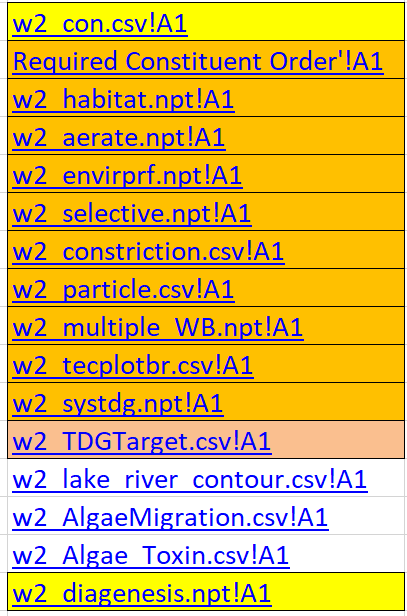 w2_con.csv!A1
Required Constituent Order'!A1
w2_habitat.npt!A1
w2_aerate.npt!A1
w2_envirprf.npt!A1
w2_selective.npt!A1
w2_constriction.csv!A1
w2_particle.csv!A1
w2_multiple_WB.npt!A1
w2_tecplotbr.csv!A1
w2_systdg.npt!A1
w2_TDGTarget.csv!A1
w2_lake_river_contour.csv!A1
w2_AlgaeMigration.csv!A1
w2_Algae_Toxin.csv!A1
w2_diagenesis.npt!A1